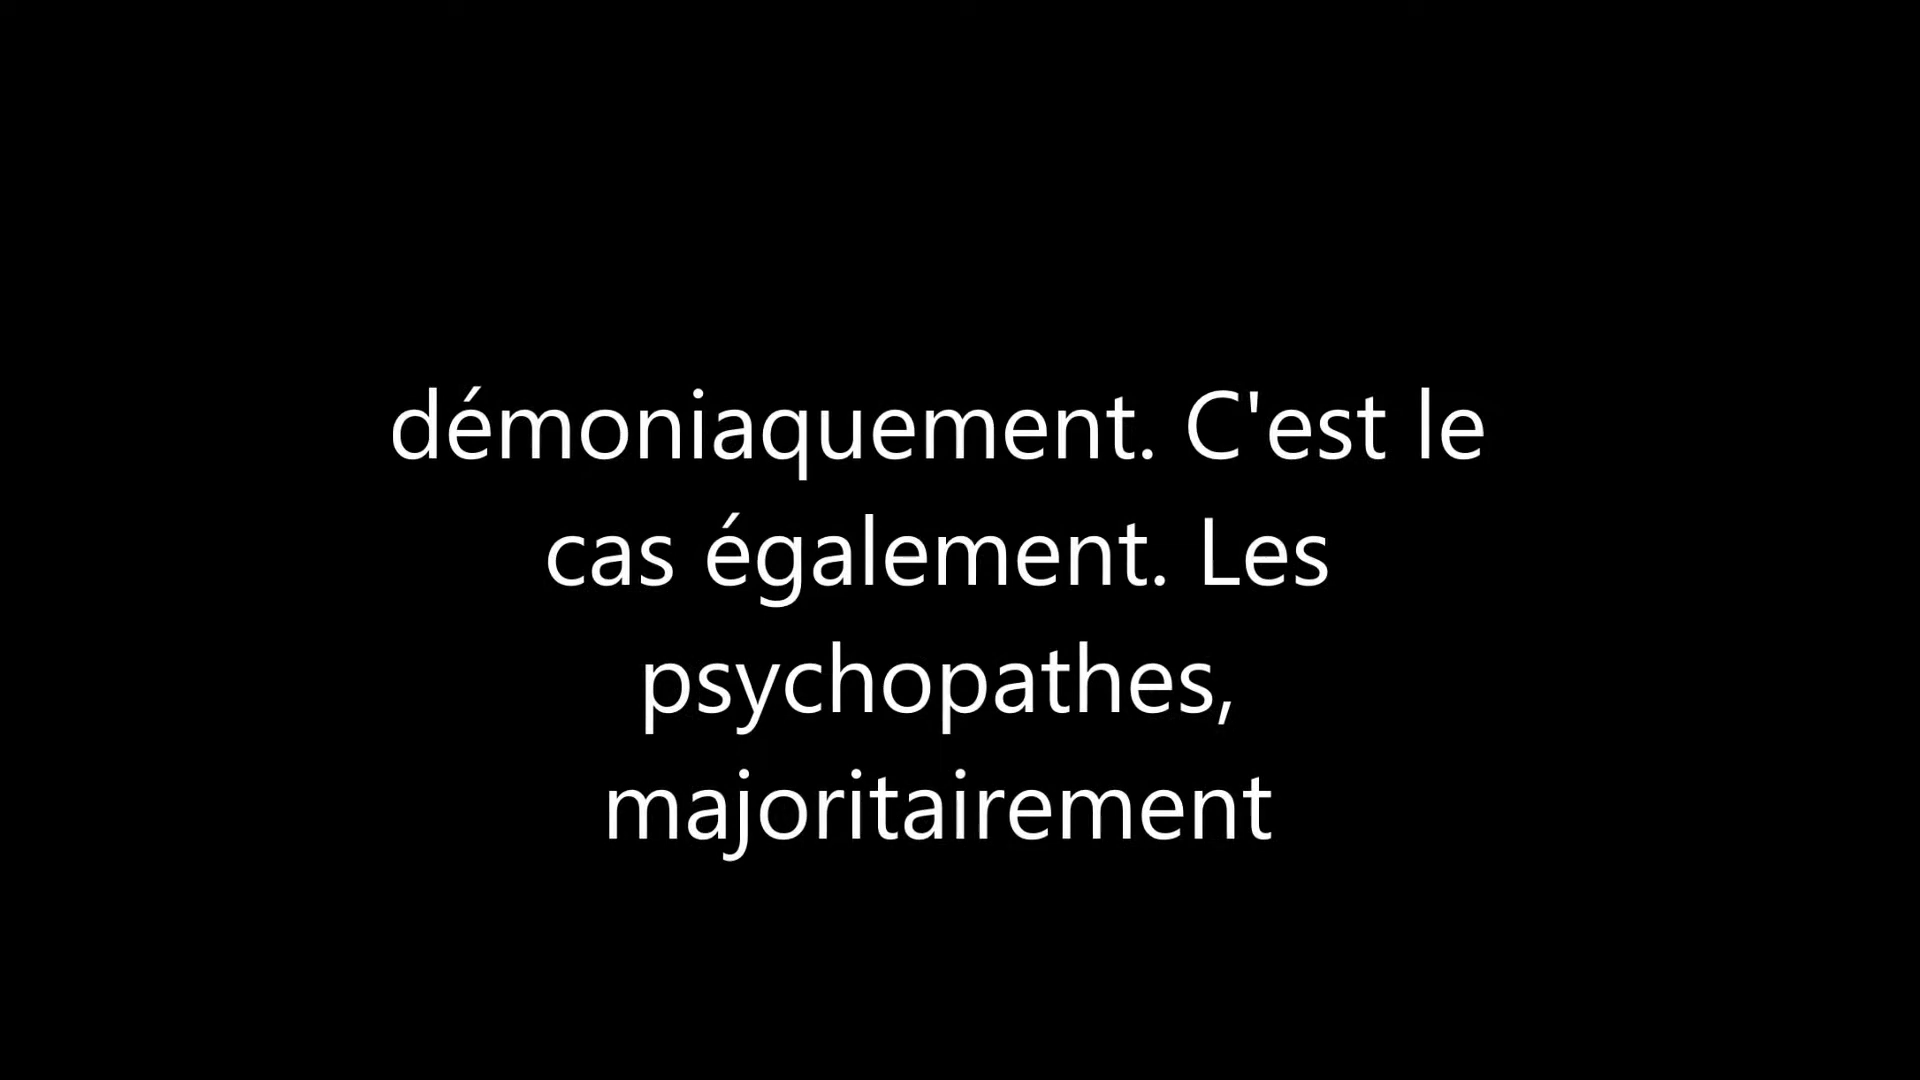 démoniaquement. C'est le
cas également. Les
psychopathes,
majoritairement